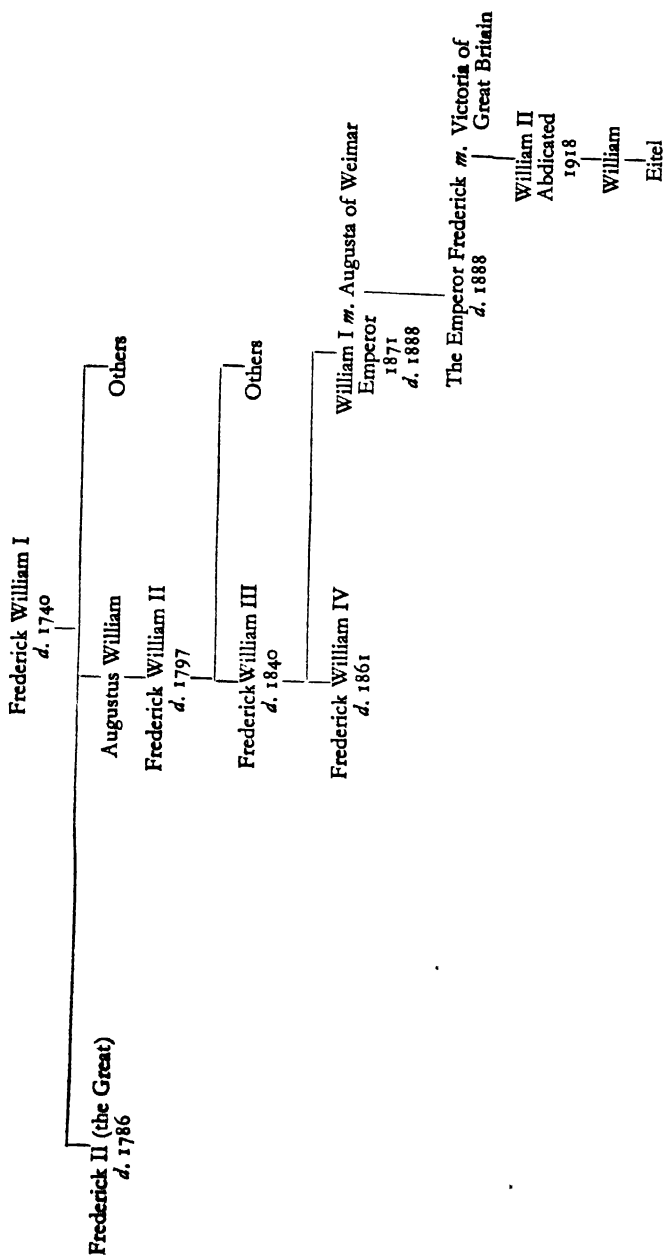 Frederick William I
d. 1740
Frederick II (the Great)
d. 1786
Augustus William
Others
Frederick William II
d. 1797
Frederick William III
d. 1840
Others
Frederick William IV
d. 1861
William I m. Augusta of Weimar
Emperor
1871
d. 1888
The Emperor Frederick m. Victoria of
d. 1888
Great Britain
William II
Abdicated
1918
William
Eitel